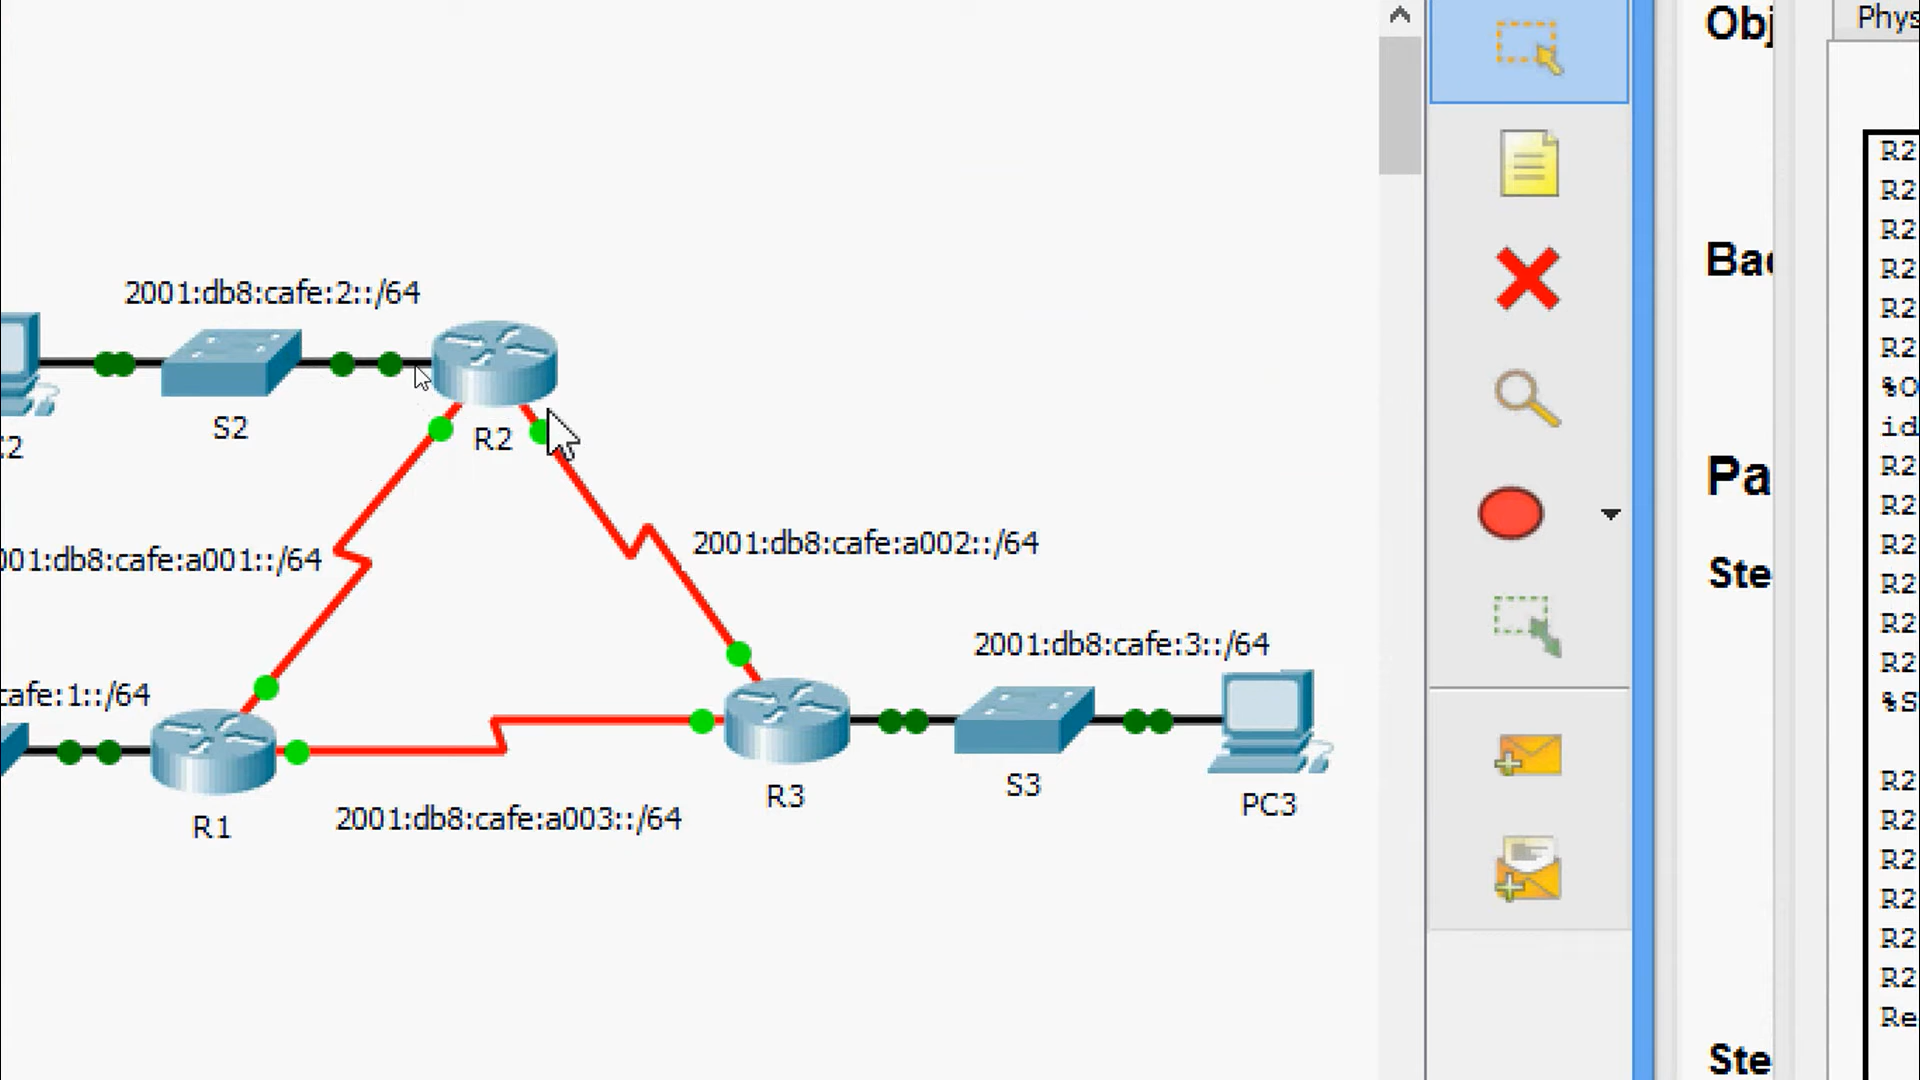 2001:db8:cafe:2::/64
S2
R2
001:db8:cafe:a001::/64
2001:db8:cafe:a002::/64
2001:db8:cafe:3::/64
cafe:1::/64
R1
2001:db8:cafe:a003::/64
R3
S3
PC3
Obj
Bac
Pa
Ste
Ste
Phys
R2
R2
R2
R2
R2
R2
%O
id
R2
R2
R2
R2
R2
R2
%S
R2
R2
R2
R2
R2
R2
Re